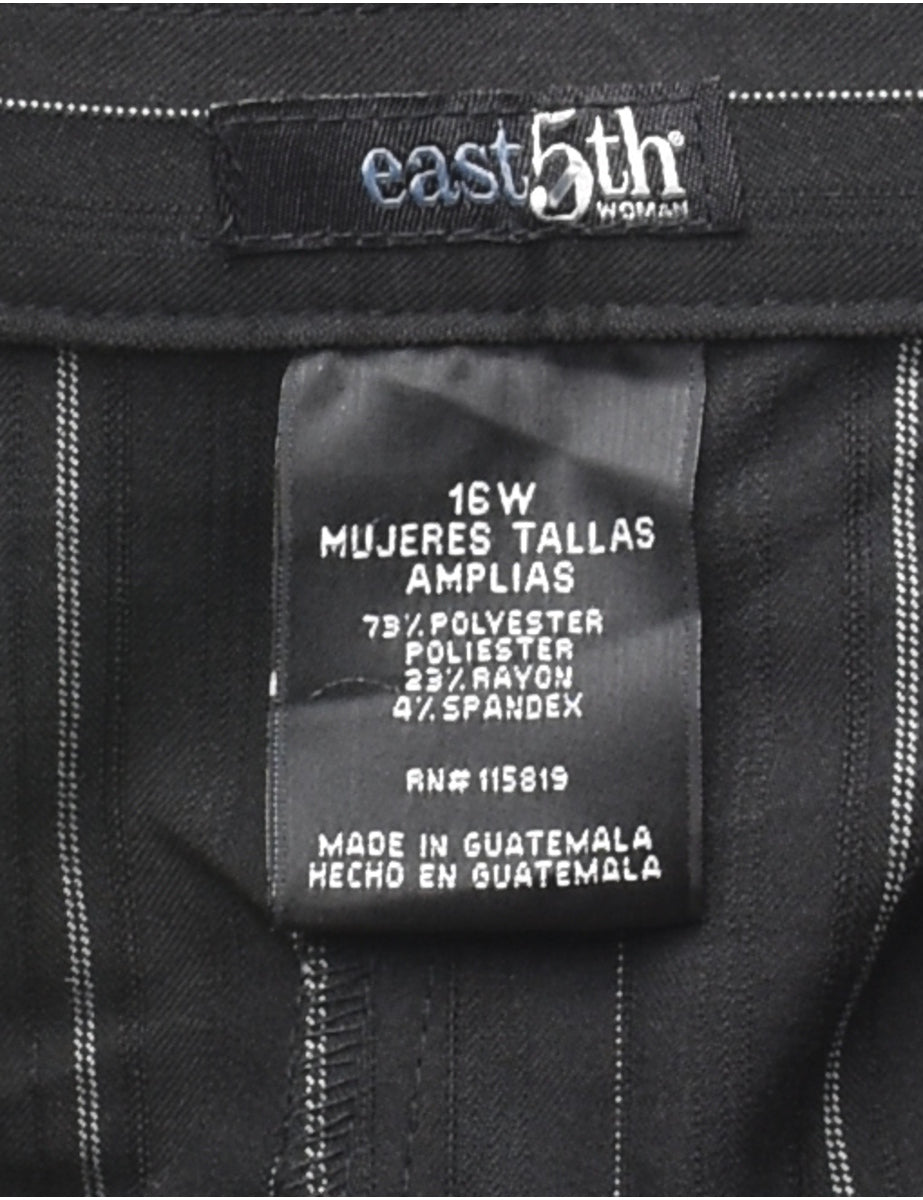 east5th®
WOMAN
16W
MUJERES TALLAS
AMPLIAS
73% POLYESTER
POLIESTER
23% RAYON
4% SPANDEX
RN# 115819
MADE IN GUATEMALA
HECHO EN GUATEMALA